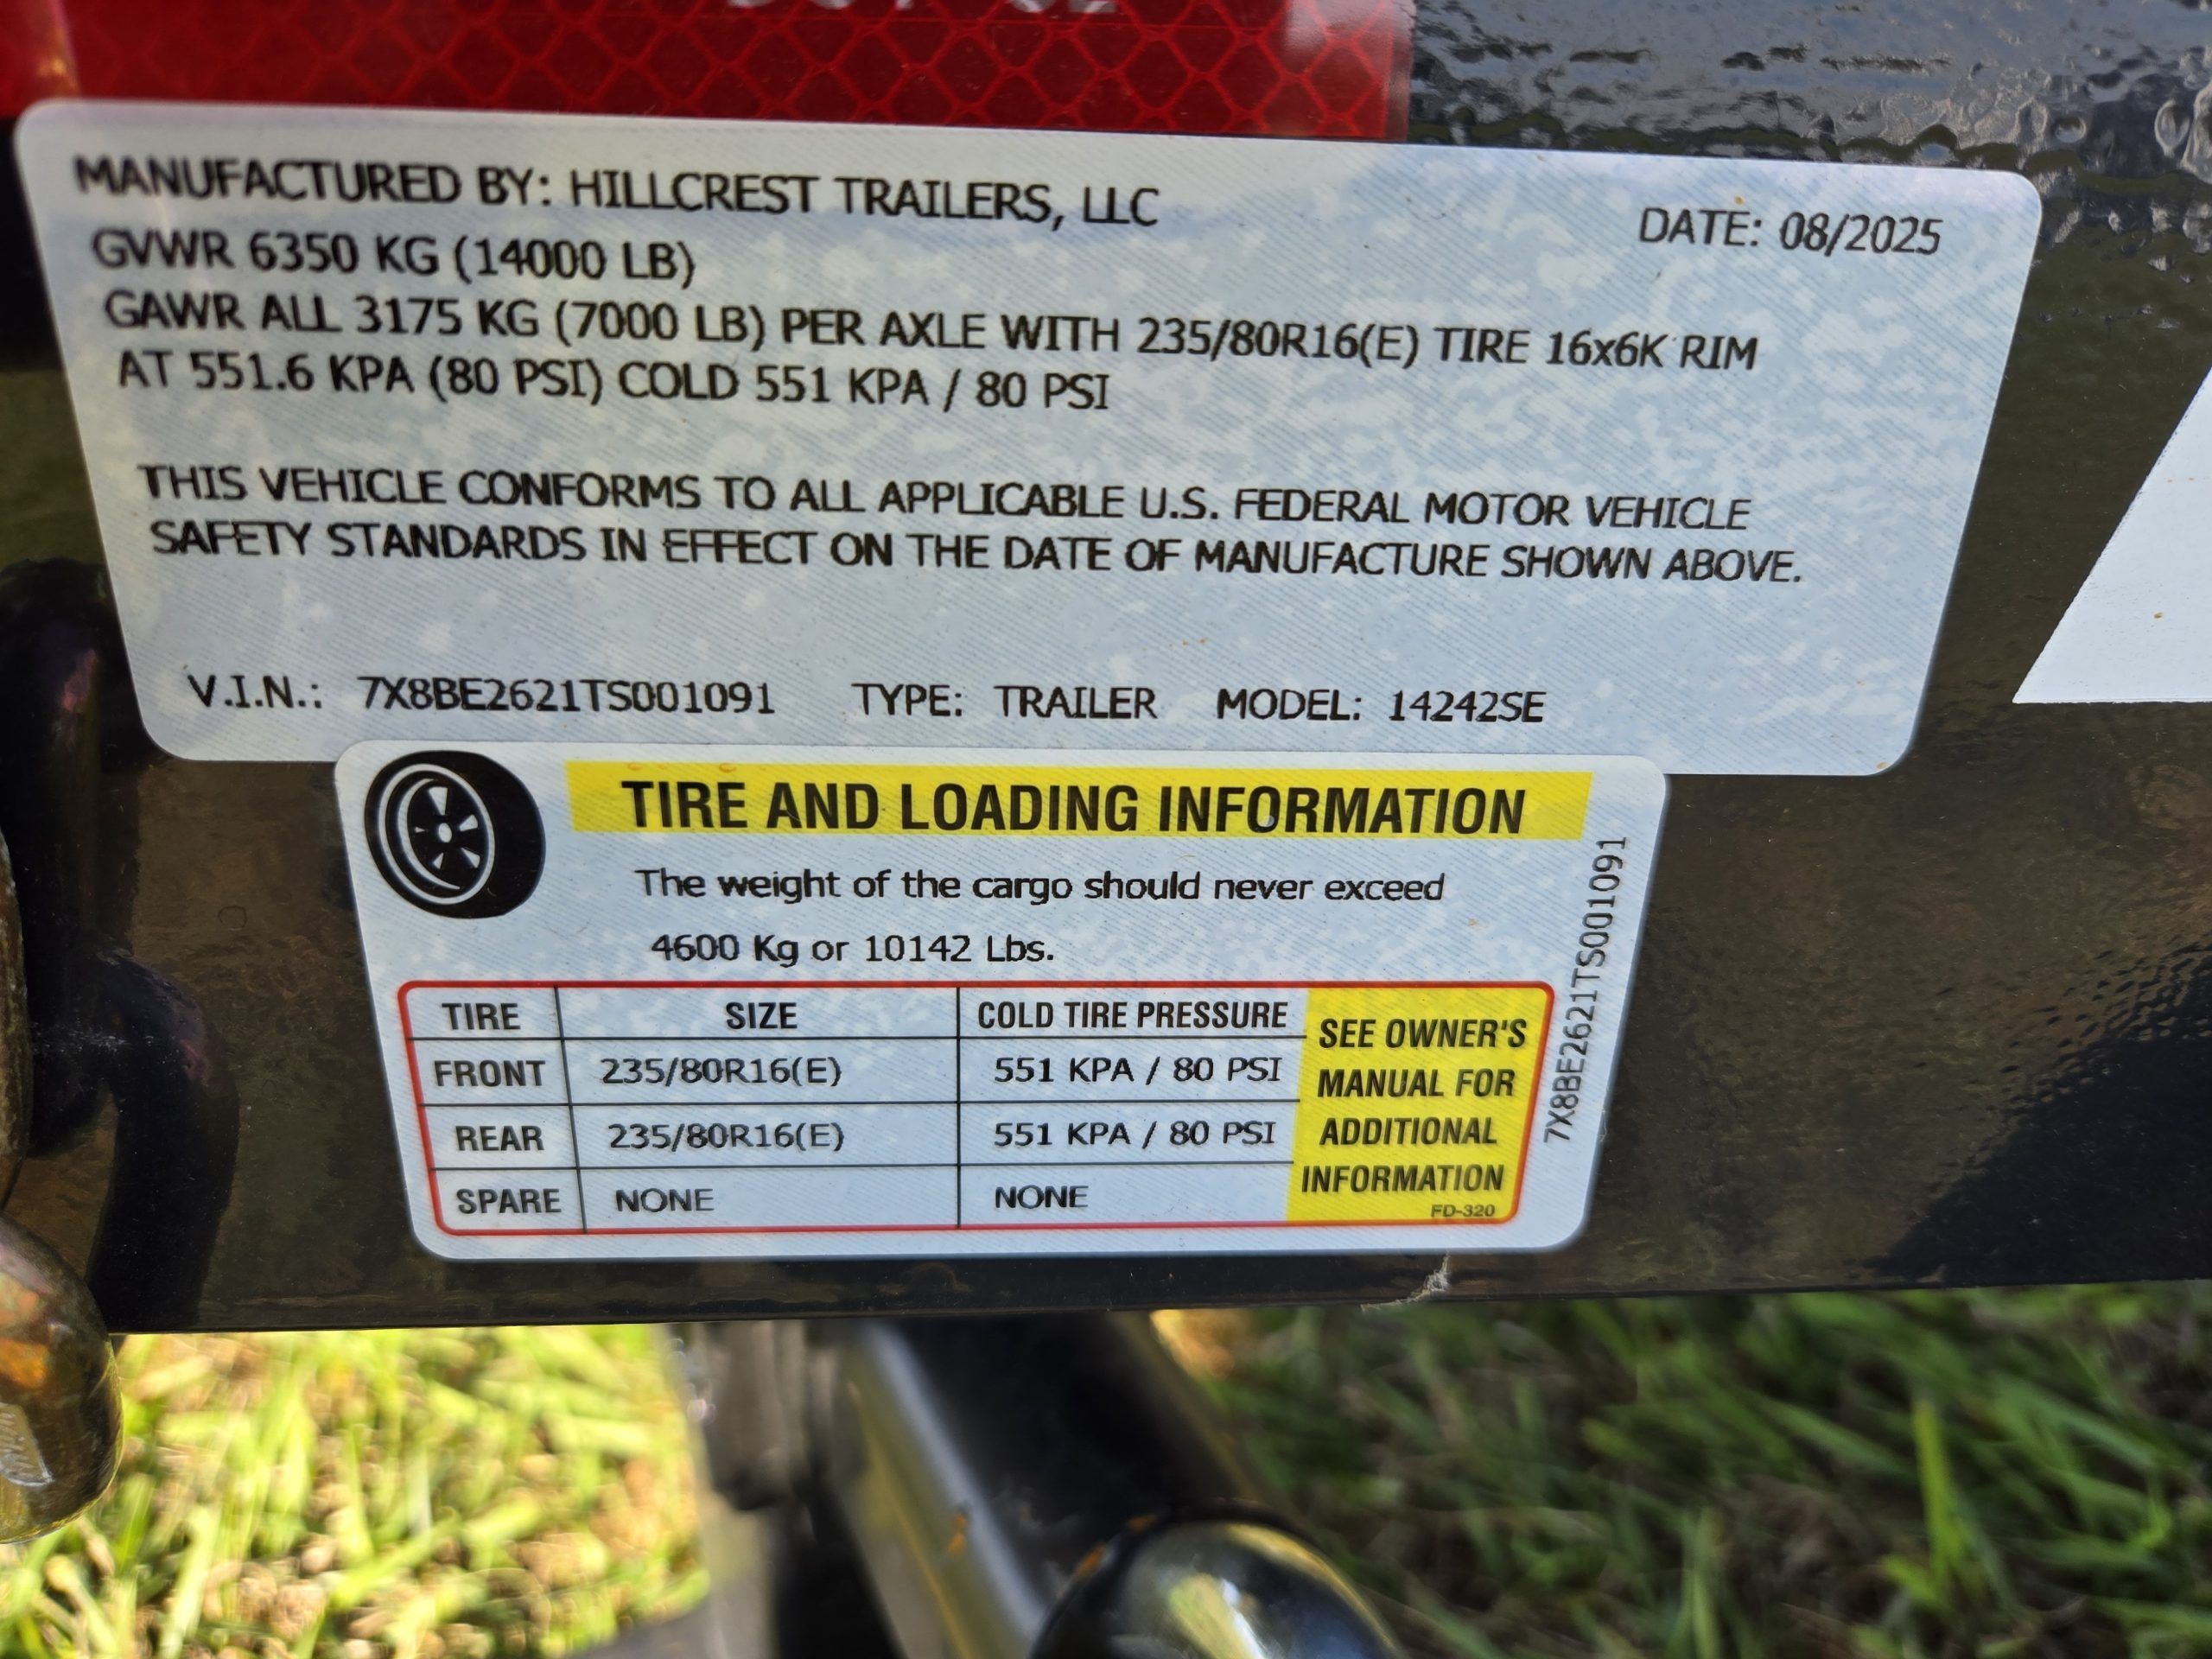 MANUFACTURED BY: HILLCREST TRAILERS, LLC DATE: 08/2025
GVWR 6350 KG (14000 LB)
GAWR ALL 3175 KG (7000 LB) PER AXLE WITH 235/80R16(E) TIRE 16x6K RIM
AT 551.6 KPA (80 PSI) COLD 551 KPA / 80 PSI
THIS VEHICLE CONFORMS TO ALL APPLICABLE U.S. FEDERAL MOTOR VEHICLE
SAFETY STANDARDS IN EFFECT ON THE DATE OF MANUFACTURE SHOWN ABOVE.
V.I.N.: 7X8BE2621TS001091 TYPE: TRAILER MODEL: 14242SE
TIRE AND LOADING INFORMATION
The weight of the cargo should never exceed
4600 Kg or 10142 Lbs.
TIRE SIZE COLD TIRE PRESSURE
FRONT 235/80R16(E) 551 KPA / 80 PSI
REAR 235/80R16(E) 551 KPA / 80 PSI
SPARE NONE NONE
SEE OWNER'S
MANUAL FOR
ADDITIONAL
INFORMATION
FD-320
7X8BE2621TS001091